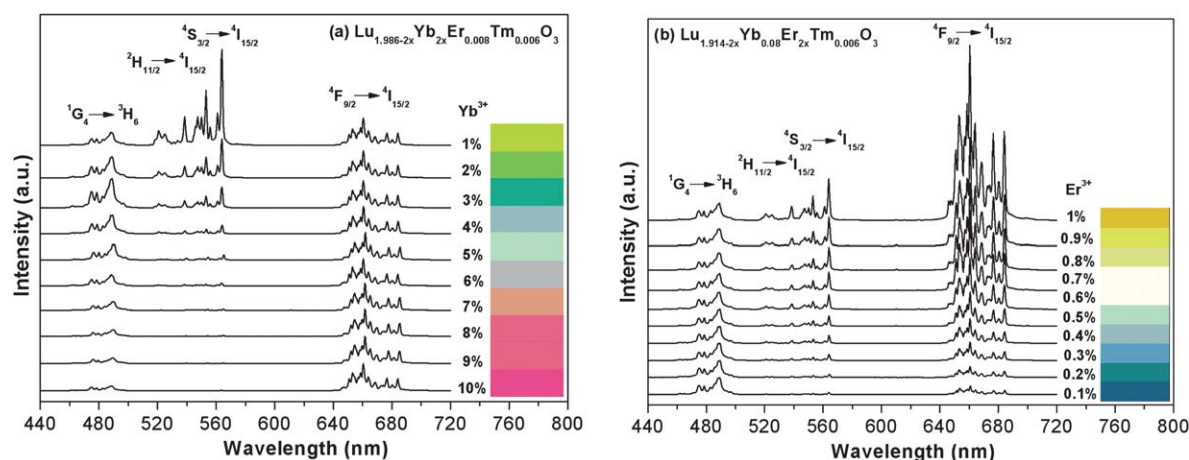 (a) Lu1.986-2xYb2xEr0.008Tm0.006O3
4S3/2 → 4I15/2
2H11/2 → 4I15/2
4F9/2 → 4I15/2
1G4 → 3H6
Yb3+
1%
2%
3%
4%
5%
6%
7%
8%
9%
10%
Intensity (a.u.)
440 480 520 560 600 640 680 720 760 800
Wavelength (nm)
(b) Lu1.914-2xYb0.08Er2xTm0.006O3
4F9/2 → 4I15/2
4S3/2 → 4I15/2
2H11/2 → 4I15/2
1G4 → 3H6
Er3+
1%
0.9%
0.8%
0.7%
0.6%
0.5%
0.4%
0.3%
0.2%
0.1%
Intensity (a.u.)
440 480 520 560 600 640 680 720 760 800
Wavelength (nm)